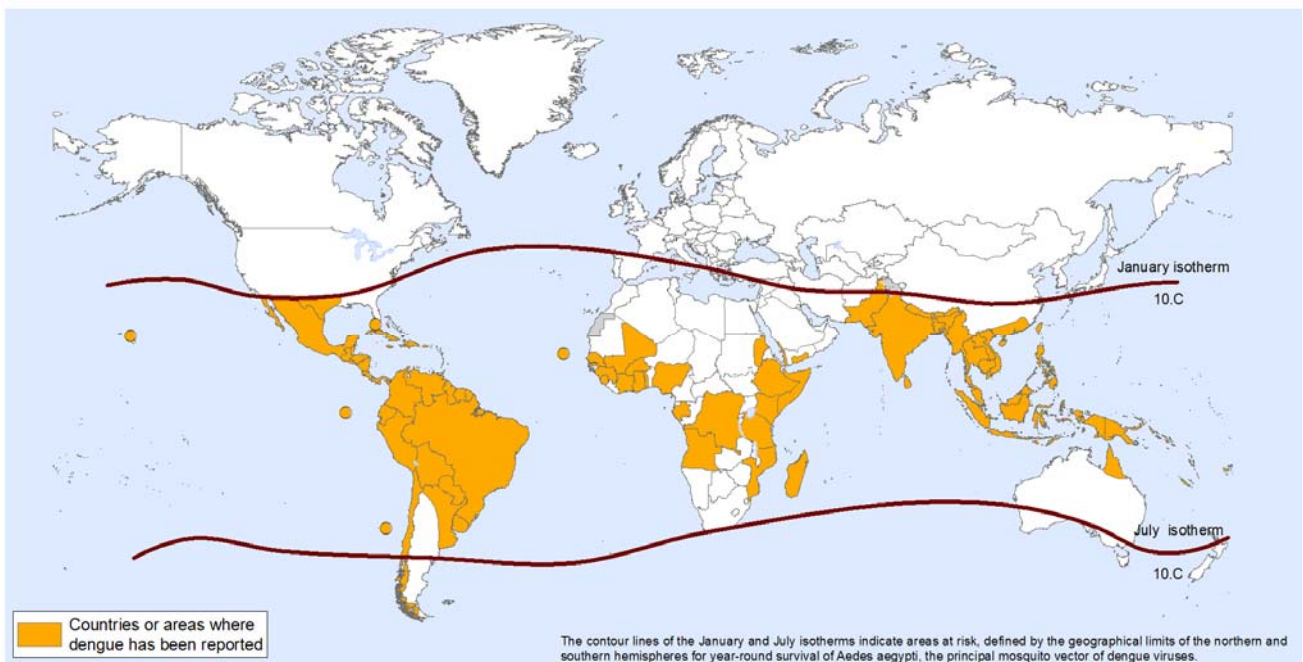 January isotherm
10.C
July isotherm
10.C
Countries or areas where
dengue has been reported
The contour lines of the January and July isotherms indicate areas at risk, defined by the geographical limits of the northern and
southern hemispheres for year-round survival of Aedes aegypti, the principal mosquito vector of dengue viruses.